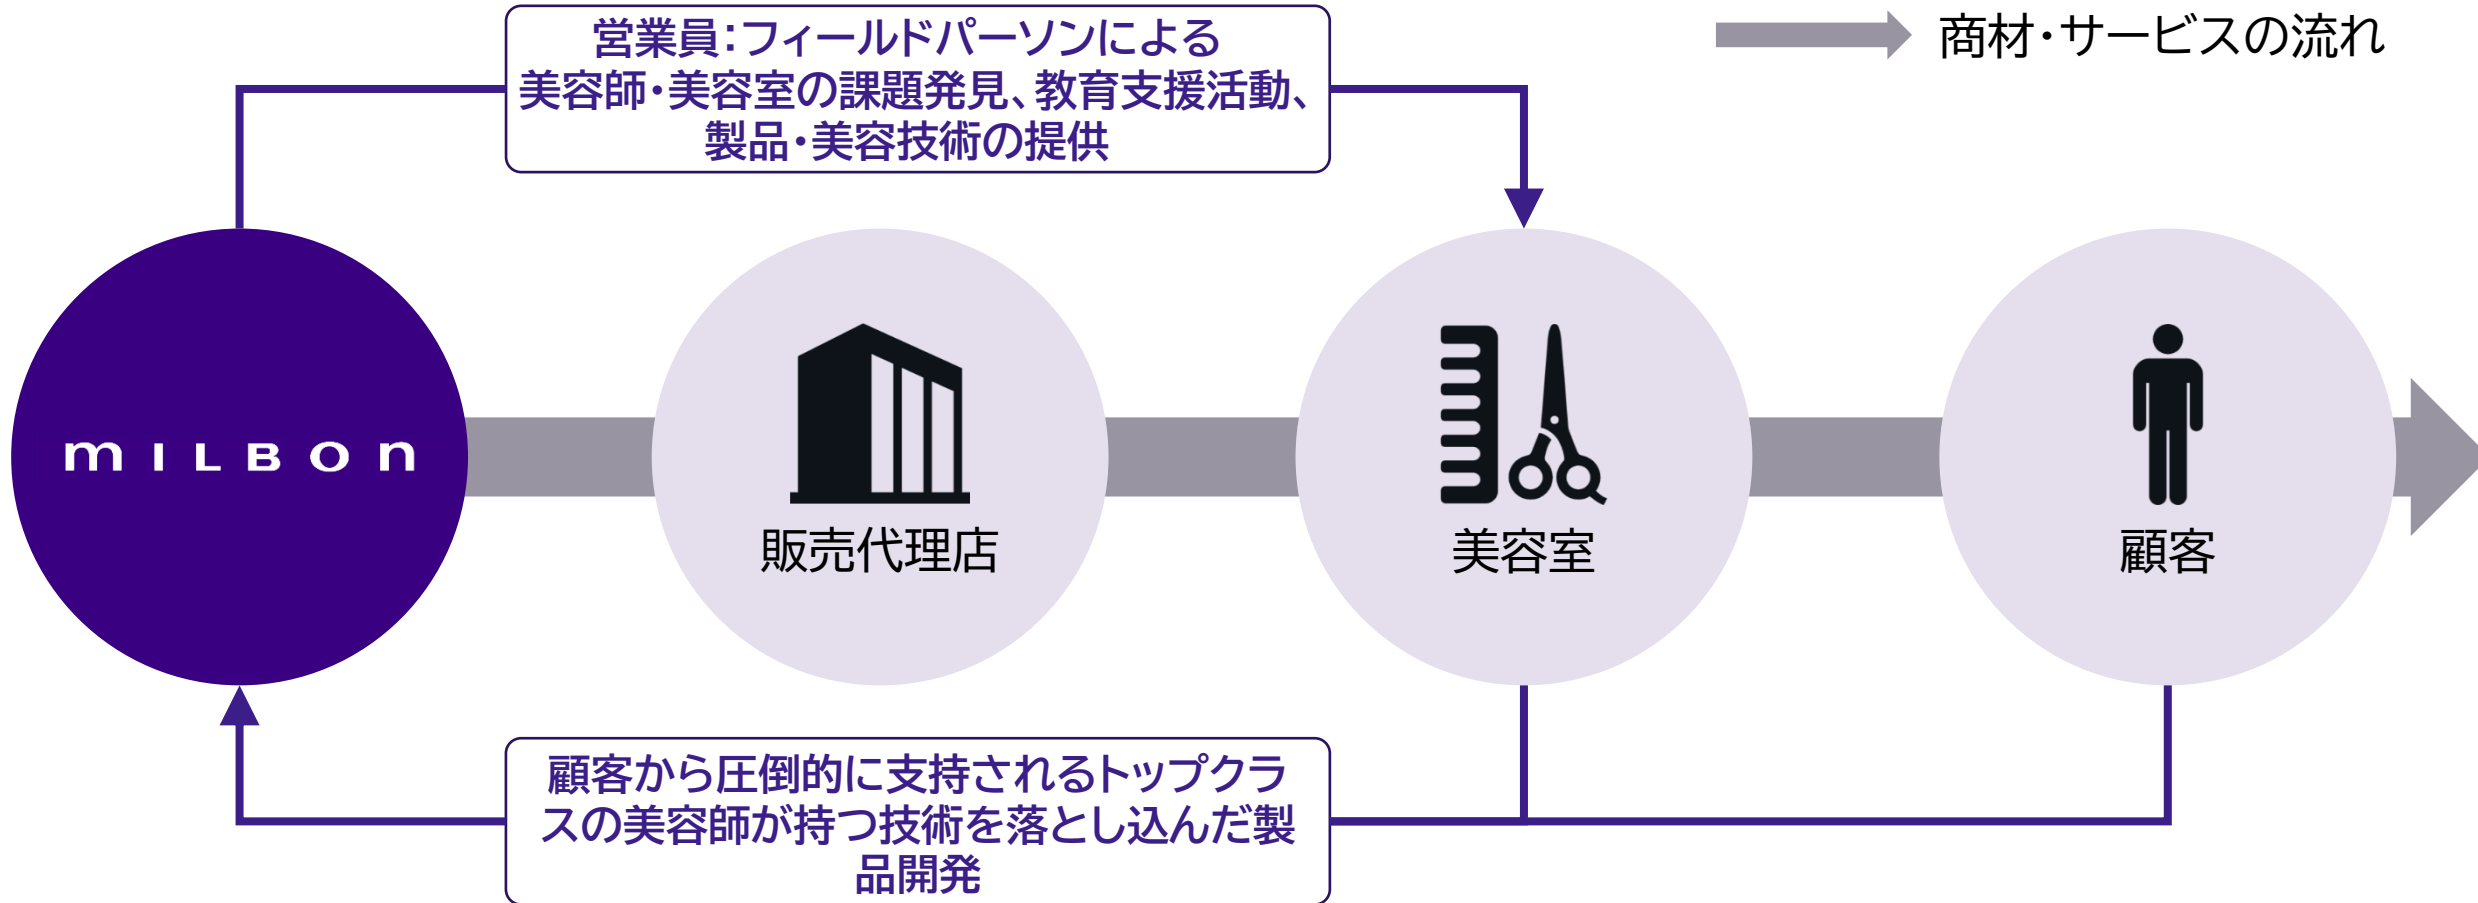 営業員：フィールドパーソンによる
美容師・美容室の課題発見、教育支援活動、
製品・美容技術の提供
商材・サービスの流れ
MILBON
販売代理店
美容室
顧客
顧客から圧倒的に支持されるトップクラ
スの美容師が持つ技術を落とし込んだ製
品開発